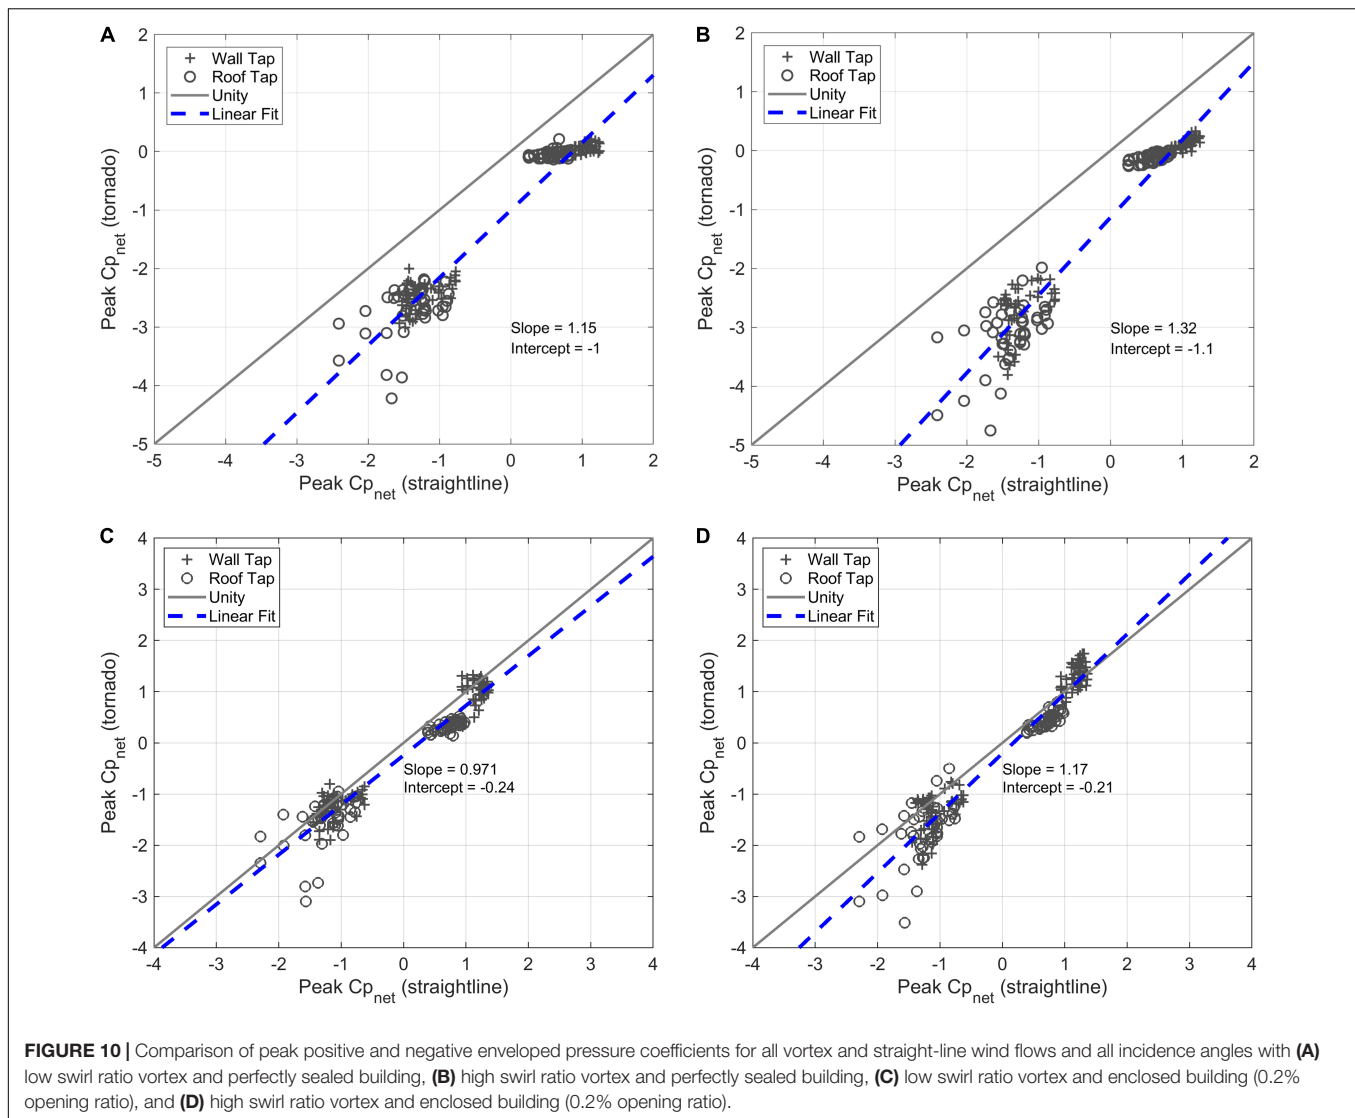 A
Wall Tap
Roof Tap
Unity
Linear Fit
2
1
0
-1
-2
-3
-4
-5
Peak Cp_net (tornado)
Slope = 1.15
Intercept = -1
-5 -4 -3 -2 -1 0 1 2
Peak Cp_net (straightline)
B
Wall Tap
Roof Tap
Unity
Linear Fit
2
1
0
-1
-2
-3
-4
-5
Peak Cp_net (tornado)
Slope = 1.32
Intercept = -1.1
-5 -4 -3 -2 -1 0 1 2
Peak Cp_net (straightline)
C
Wall Tap
Roof Tap
Unity
Linear Fit
4
3
2
1
0
-1
-2
-3
-4
Peak Cp_net (tornado)
Slope = 0.971
Intercept = -0.24
-4 -3 -2 -1 0 1 2 3 4
Peak Cp_net (straightline)
D
Wall Tap
Roof Tap
Unity
Linear Fit
4
3
2
1
0
-1
-2
-3
-4
Peak Cp_net (tornado)
Slope = 1.17
Intercept = -0.21
-4 -3 -2 -1 0 1 2 3 4
Peak Cp_net (straightline)
FIGURE 10 | Comparison of peak positive and negative enveloped pressure coefficients for all vortex and straight-line wind flows and all incidence angles with (A)
low swirl ratio vortex and perfectly sealed building, (B) high swirl ratio vortex and perfectly sealed building, (C) low swirl ratio vortex and enclosed building (0.2%
opening ratio), and (D) high swirl ratio vortex and enclosed building (0.2% opening ratio).